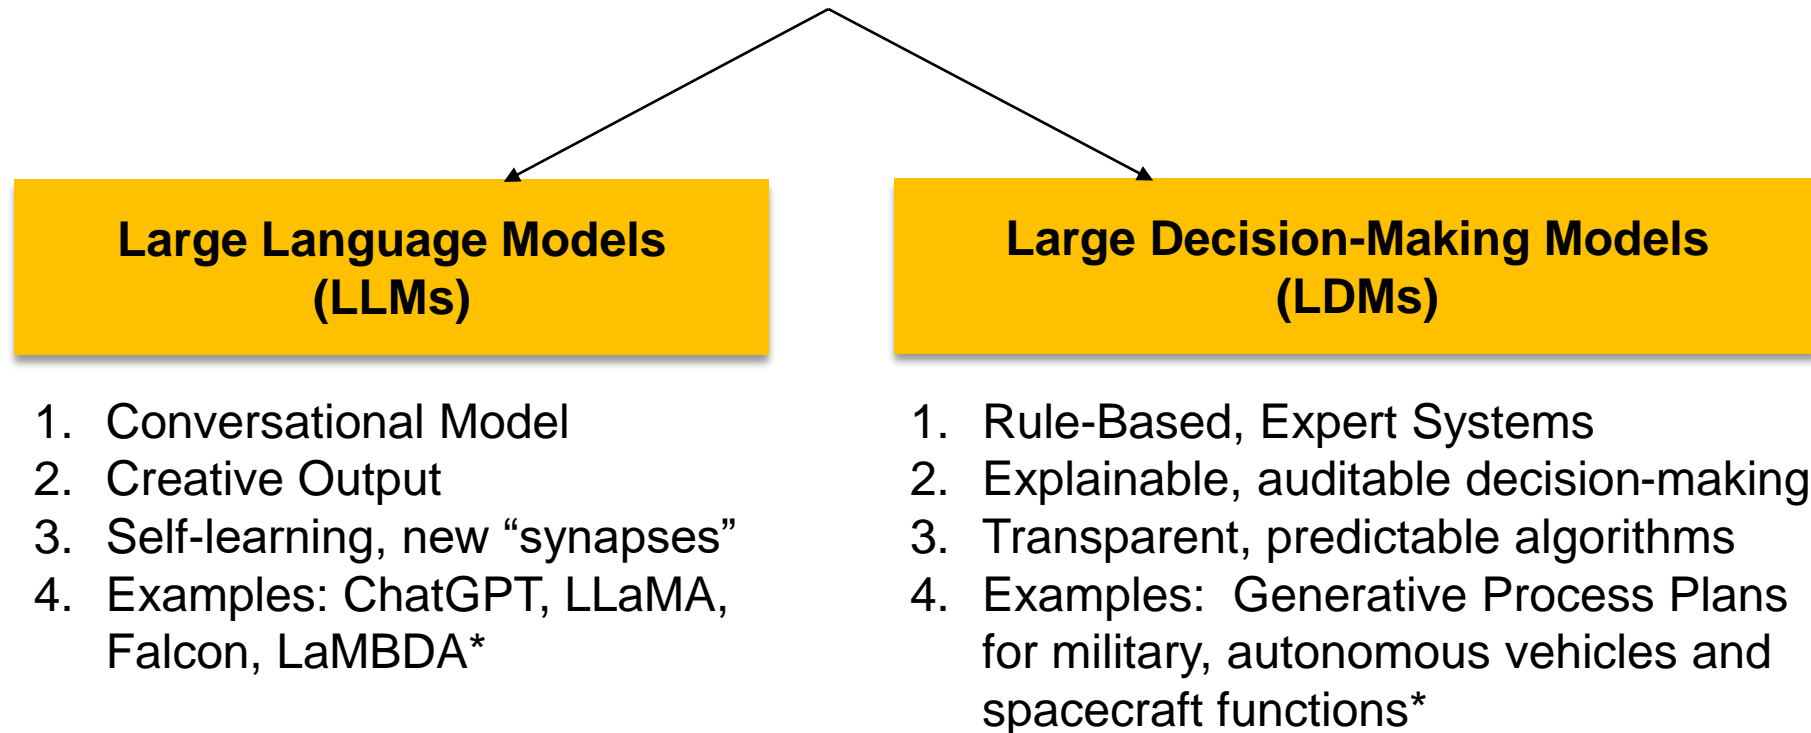 Large Language Models
(LLMs)
1. Conversational Model
2. Creative Output
3. Self-learning, new “synapses”
4. Examples: ChatGPT, LLaMA,
Falcon, LaMBDA*
Large Decision-Making Models
(LDMs)
1. Rule-Based, Expert Systems
2. Explainable, auditable decision-making
3. Transparent, predictable algorithms
4. Examples:  Generative Process Plans
for military, autonomous vehicles and
spacecraft functions*